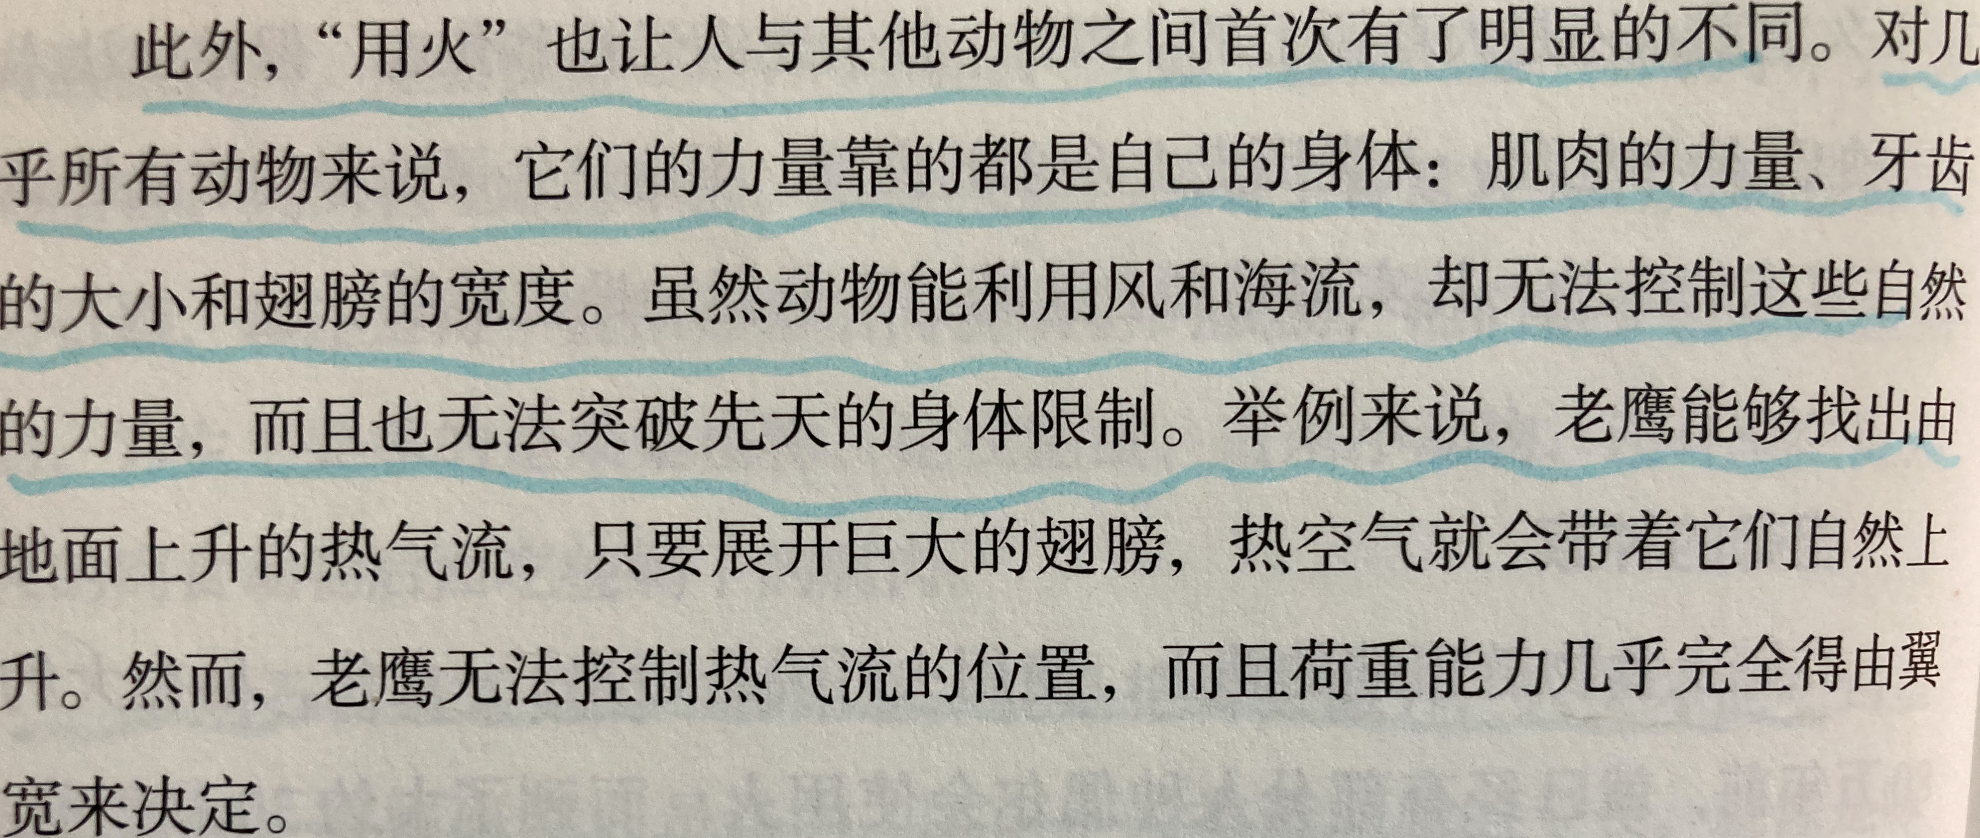 此外，“用火”也让人与其他动物之间首次有了明显的不同。对几
乎所有动物来说，它们的力量靠的都是自己的身体：肌肉的力量、牙齿
的大小和翅膀的宽度。虽然动物能利用风和海流，却无法控制这些自然
的力量，而且也无法突破先天的身体限制。举例来说，老鹰能够找出由
地面上升的热气流，只要展开巨大的翅膀，热空气就会带着它们自然上
升。然而，老鹰无法控制热气流的位置，而且荷重能力几乎完全得由翼
宽来决定。